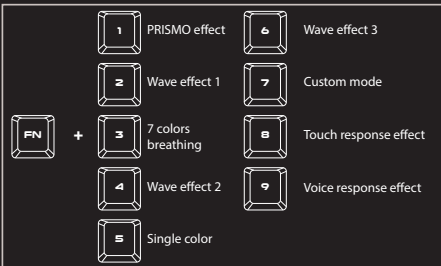 1 PRISMO effect
2 Wave effect 1
FN + 3 7 colors
breathing
4 Wave effect 2
5 Single color
6 Wave effect 3
7 Custom mode
8 Touch response effect
9 Voice response effect